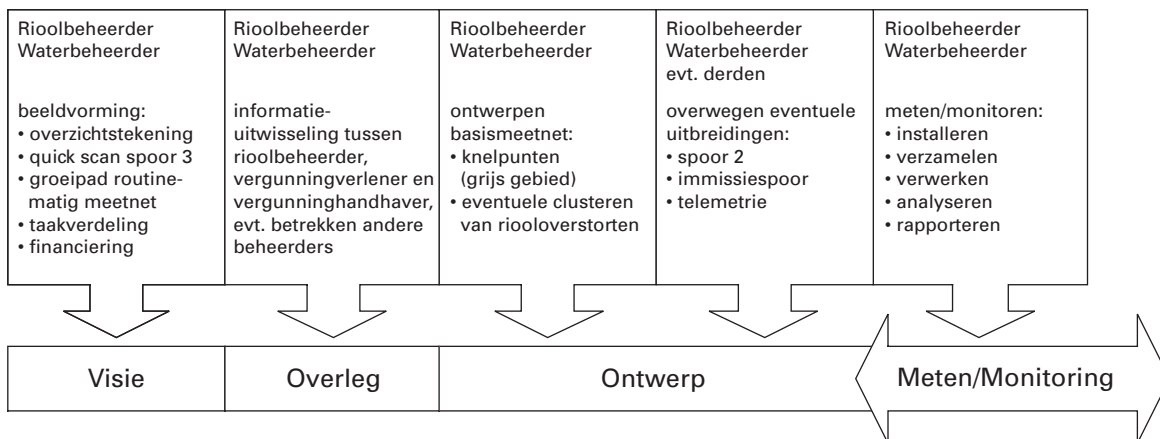 Rioolbeheerder
Waterbeheerder
beeldvorming:
• overzichtstekening
• quick scan spoor 3
• groeipad routine-
matig meetnet
• taakverdeling
• financiering
Rioolbeheerder
Waterbeheerder
informatie-
uitwisseling tussen
rioolbeheerder,
vergunningverlener en
vergunninghandhaver,
evt. betrekken andere
beheerders
Rioolbeheerder
Waterbeheerder
ontwerpen
basismeetnet:
• knelpunten
(grijs gebied)
• eventuele clusteren
van riooloverstorten
Rioolbeheerder
Waterbeheerder
evt. derden
overwegen eventuele
uitbreidingen:
• spoor 2
• immissiespoor
• telemetrie
Rioolbeheerder
Waterbeheerder
meten/monitoren:
• installeren
• verzamelen
• verwerken
• analyseren
• rapporteren
Visie
Overleg
Ontwerp
Meten/Monitoring